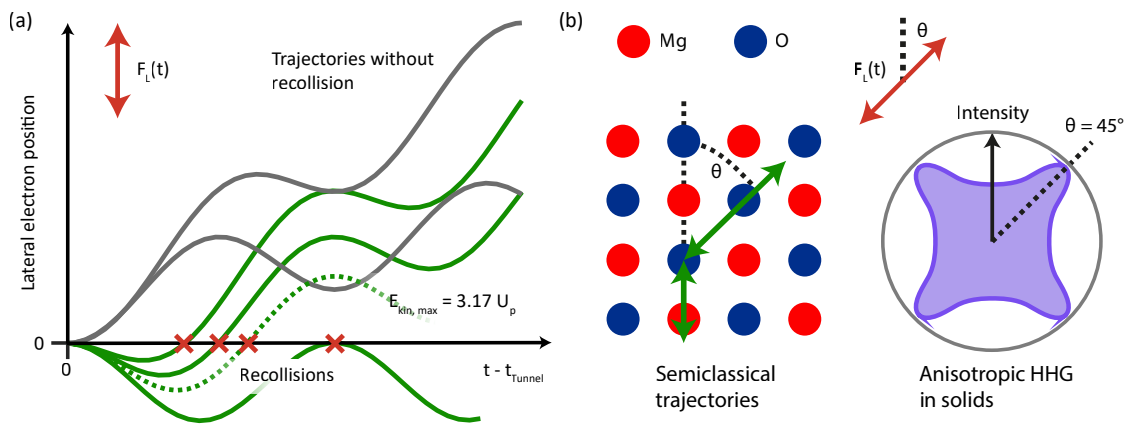 (a)
F_L(t)
Trajectories without
recollision
Lateral electron position
E_kin, max = 3.17 U_p
0
0
Recollisions
t - t_Tunnel
(b)
Mg
O
θ
F_L(t)
θ
Intensity
θ = 45°
Semiclassical
trajectories
Anisotropic HHG
in solids